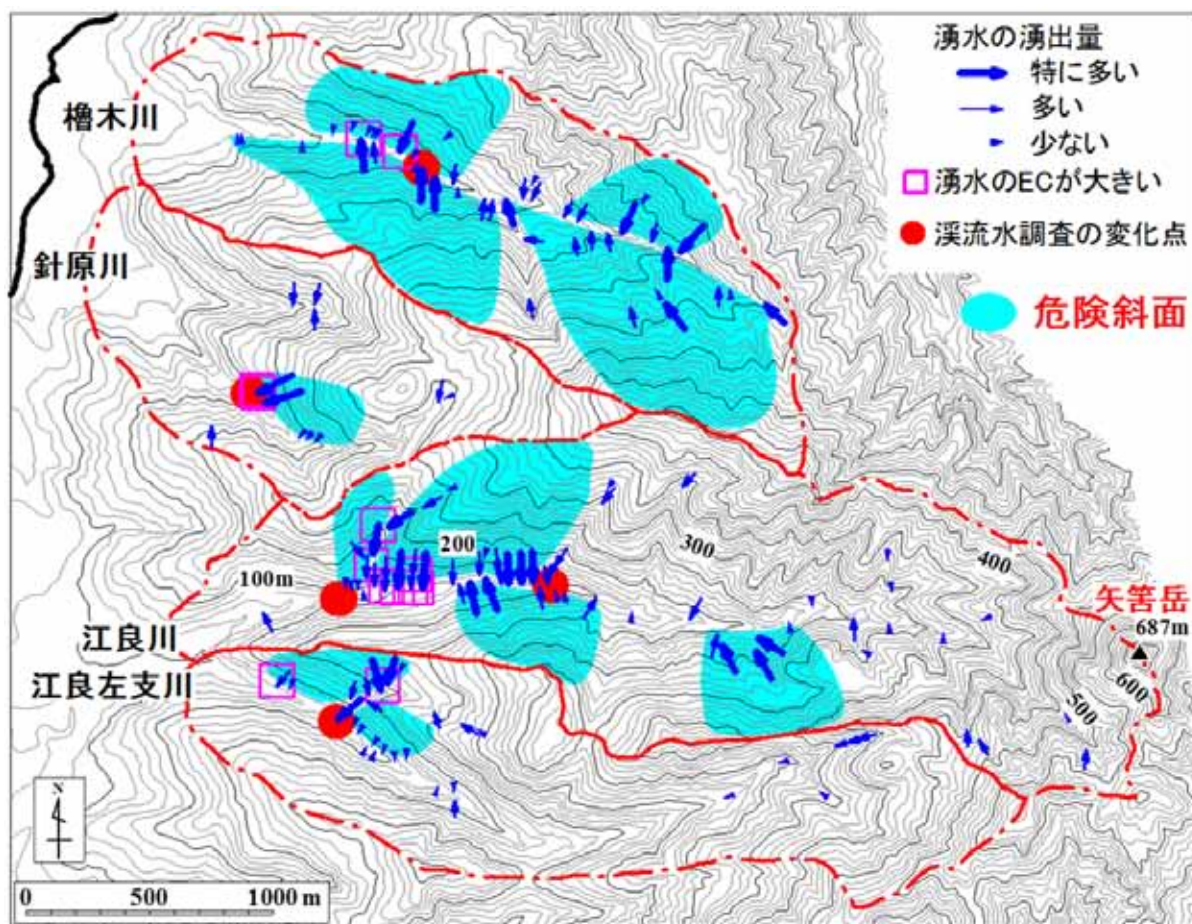 湧水の湧出量
特に多い
多い
少ない
湧水のECが大きい
渓流水調査の変化点
危険斜面
櫓木川
針原川
200
300
400
100m
矢筈岳
687m
江良川
江良左支川
600
500
N
0 500 1000 m